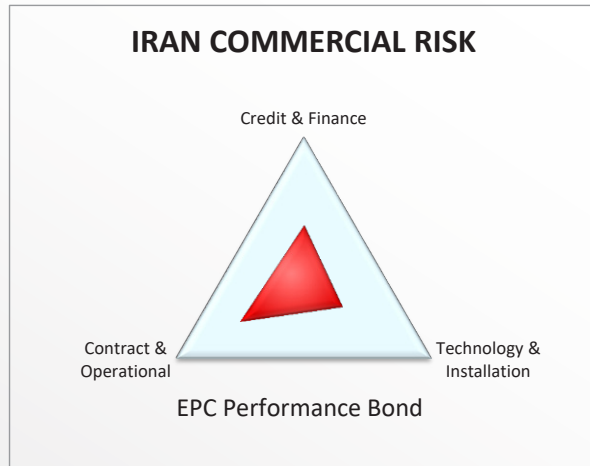 IRAN COMMERCIAL RISK
Credit & Finance
Contract &
Operational
Technology &
Installation
EPC Performance Bond